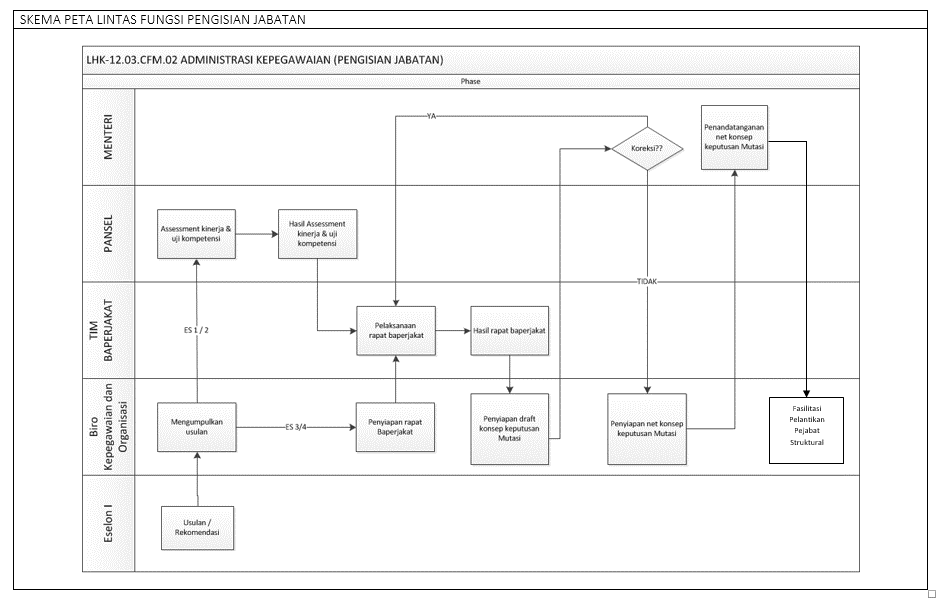 SKEMA PETA LINTAS FUNGSI PENGISIAN JABATAN
LHK-12.03.CFM.02 ADMINISTRASI KEPEGAWAIAN (PENGISIAN JABATAN)
Phase
MENTERI
YA
Koreksi??
Penandatanganan
net konsep
keputusan Mutasi
PANSEL
Assessment kinerja &
uji kompetensi
Hasil Assessment
kinerja & uji
kompetensi
TIDAK
TIM
BAPERJAKAT
ES 1 / 2
Pelaksanaan
rapat baperjakat
Hasil rapat baperjakat
Biro
Kepegawaian dan
Organisasi
Mengumpulkan
usulan
ES 3/4
Penyiapan rapat
Baperjakat
Penyiapan draft
konsep keputusan
Mutasi
Penyiapan net konsep
keputusan Mutasi
Fasilitasi
Pelantikan
Pejabat
Struktural
Eselon I
Usulan /
Rekomendasi